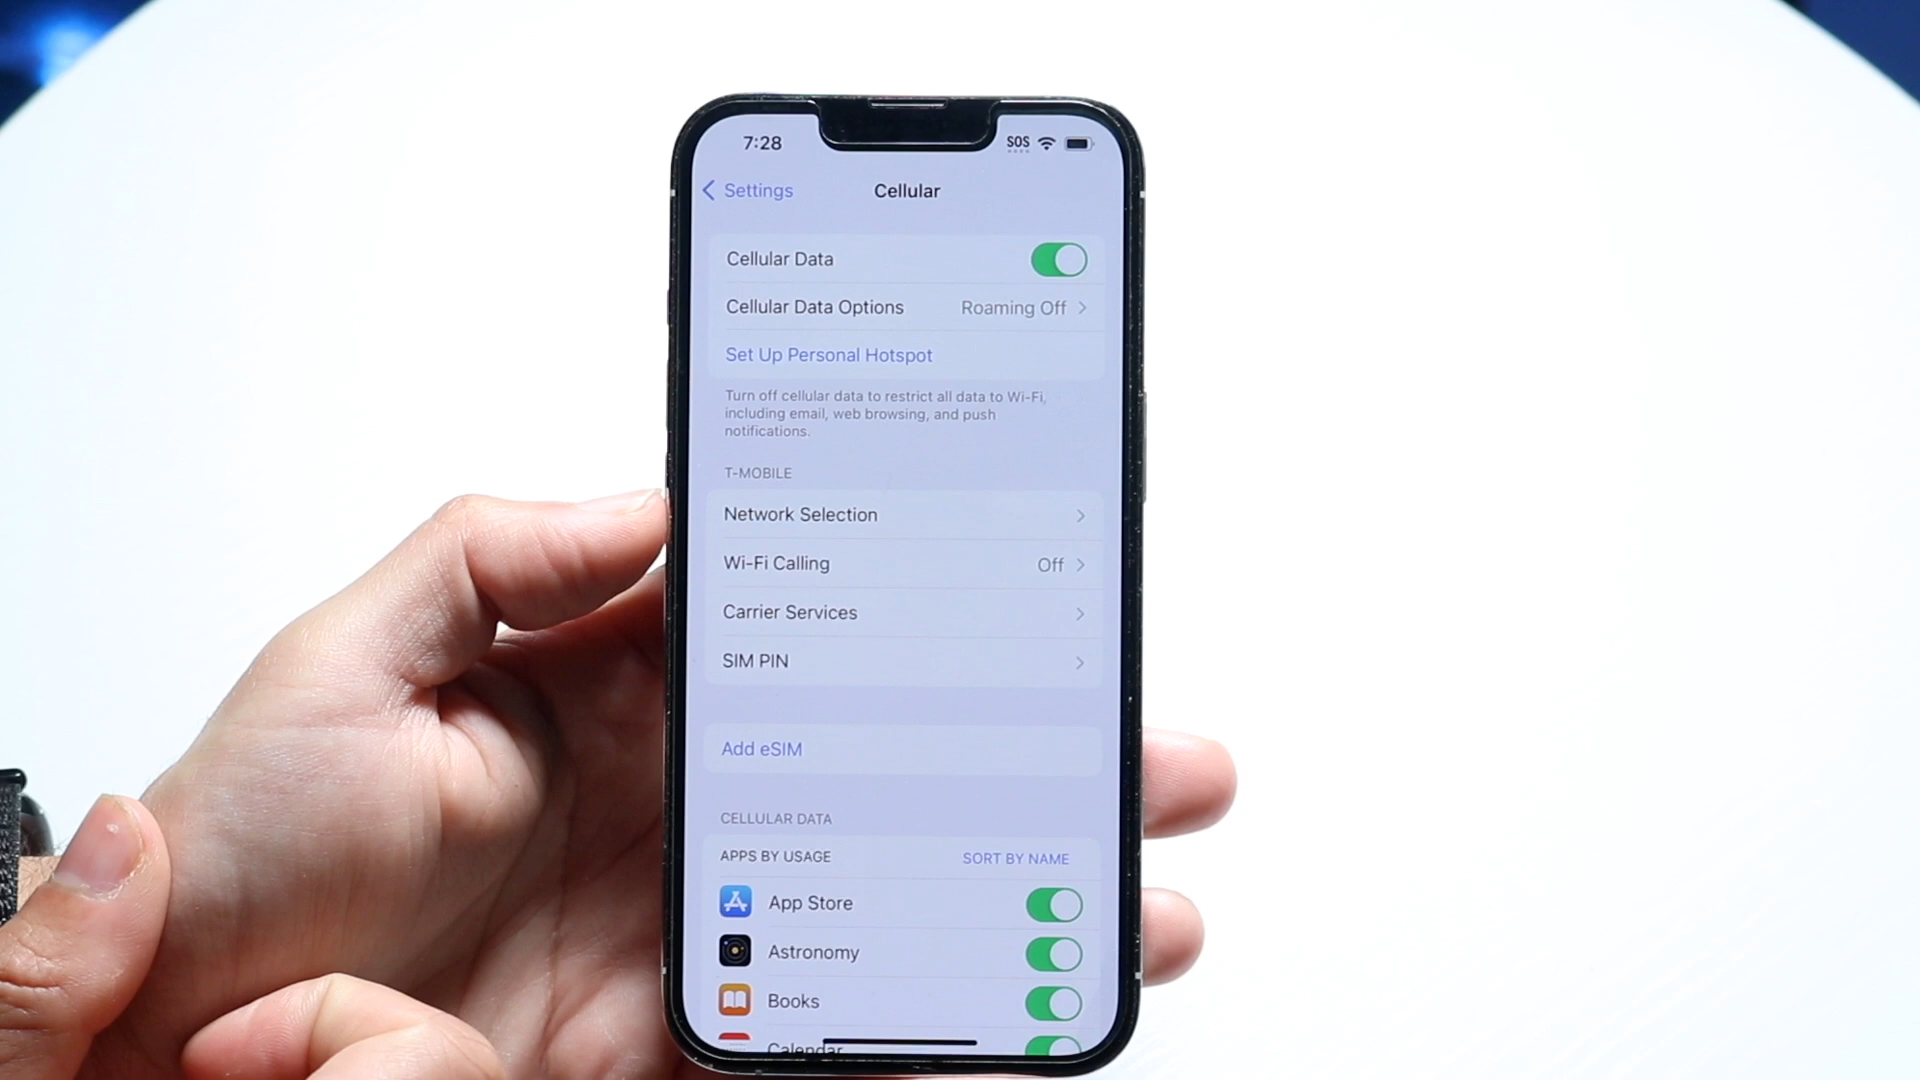 7:28
SOS
Settings
Cellular
Cellular Data
Cellular Data Options Roaming Off
Set Up Personal Hotspot
Turn off cellular data to restrict all data to Wi-Fi,
including email, web browsing, and push
notifications.
T-MOBILE
Network Selection
Wi-Fi Calling Off
Carrier Services
SIM PIN
Add eSIM
CELLULAR DATA
APPS BY USAGE SORT BY NAME
App Store
Astronomy
Books
Calendar